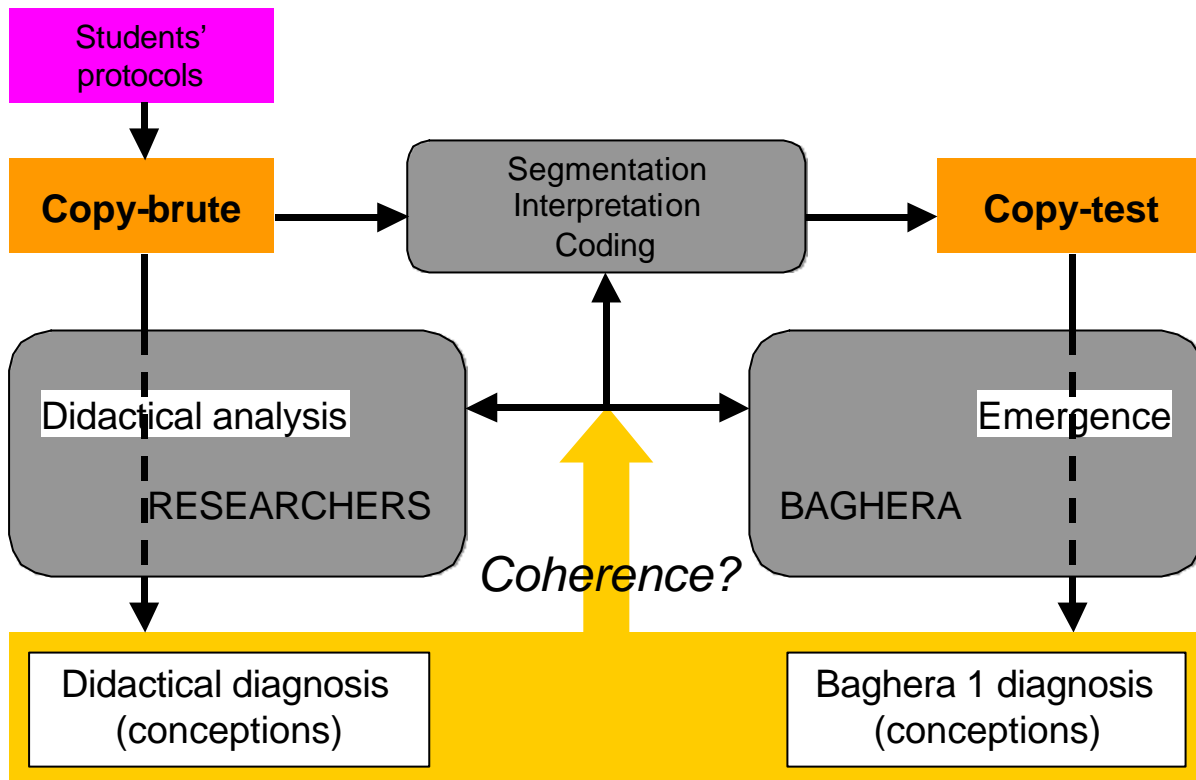 Students’
protocols
Copy-brute
Segmentation
Interpretation
Coding
Copy-test
Didactical analysis
RESEARCHERS
Emergence
BAGHERA
Coherence?
Didactical diagnosis
(conceptions)
Baghera 1 diagnosis
(conceptions)